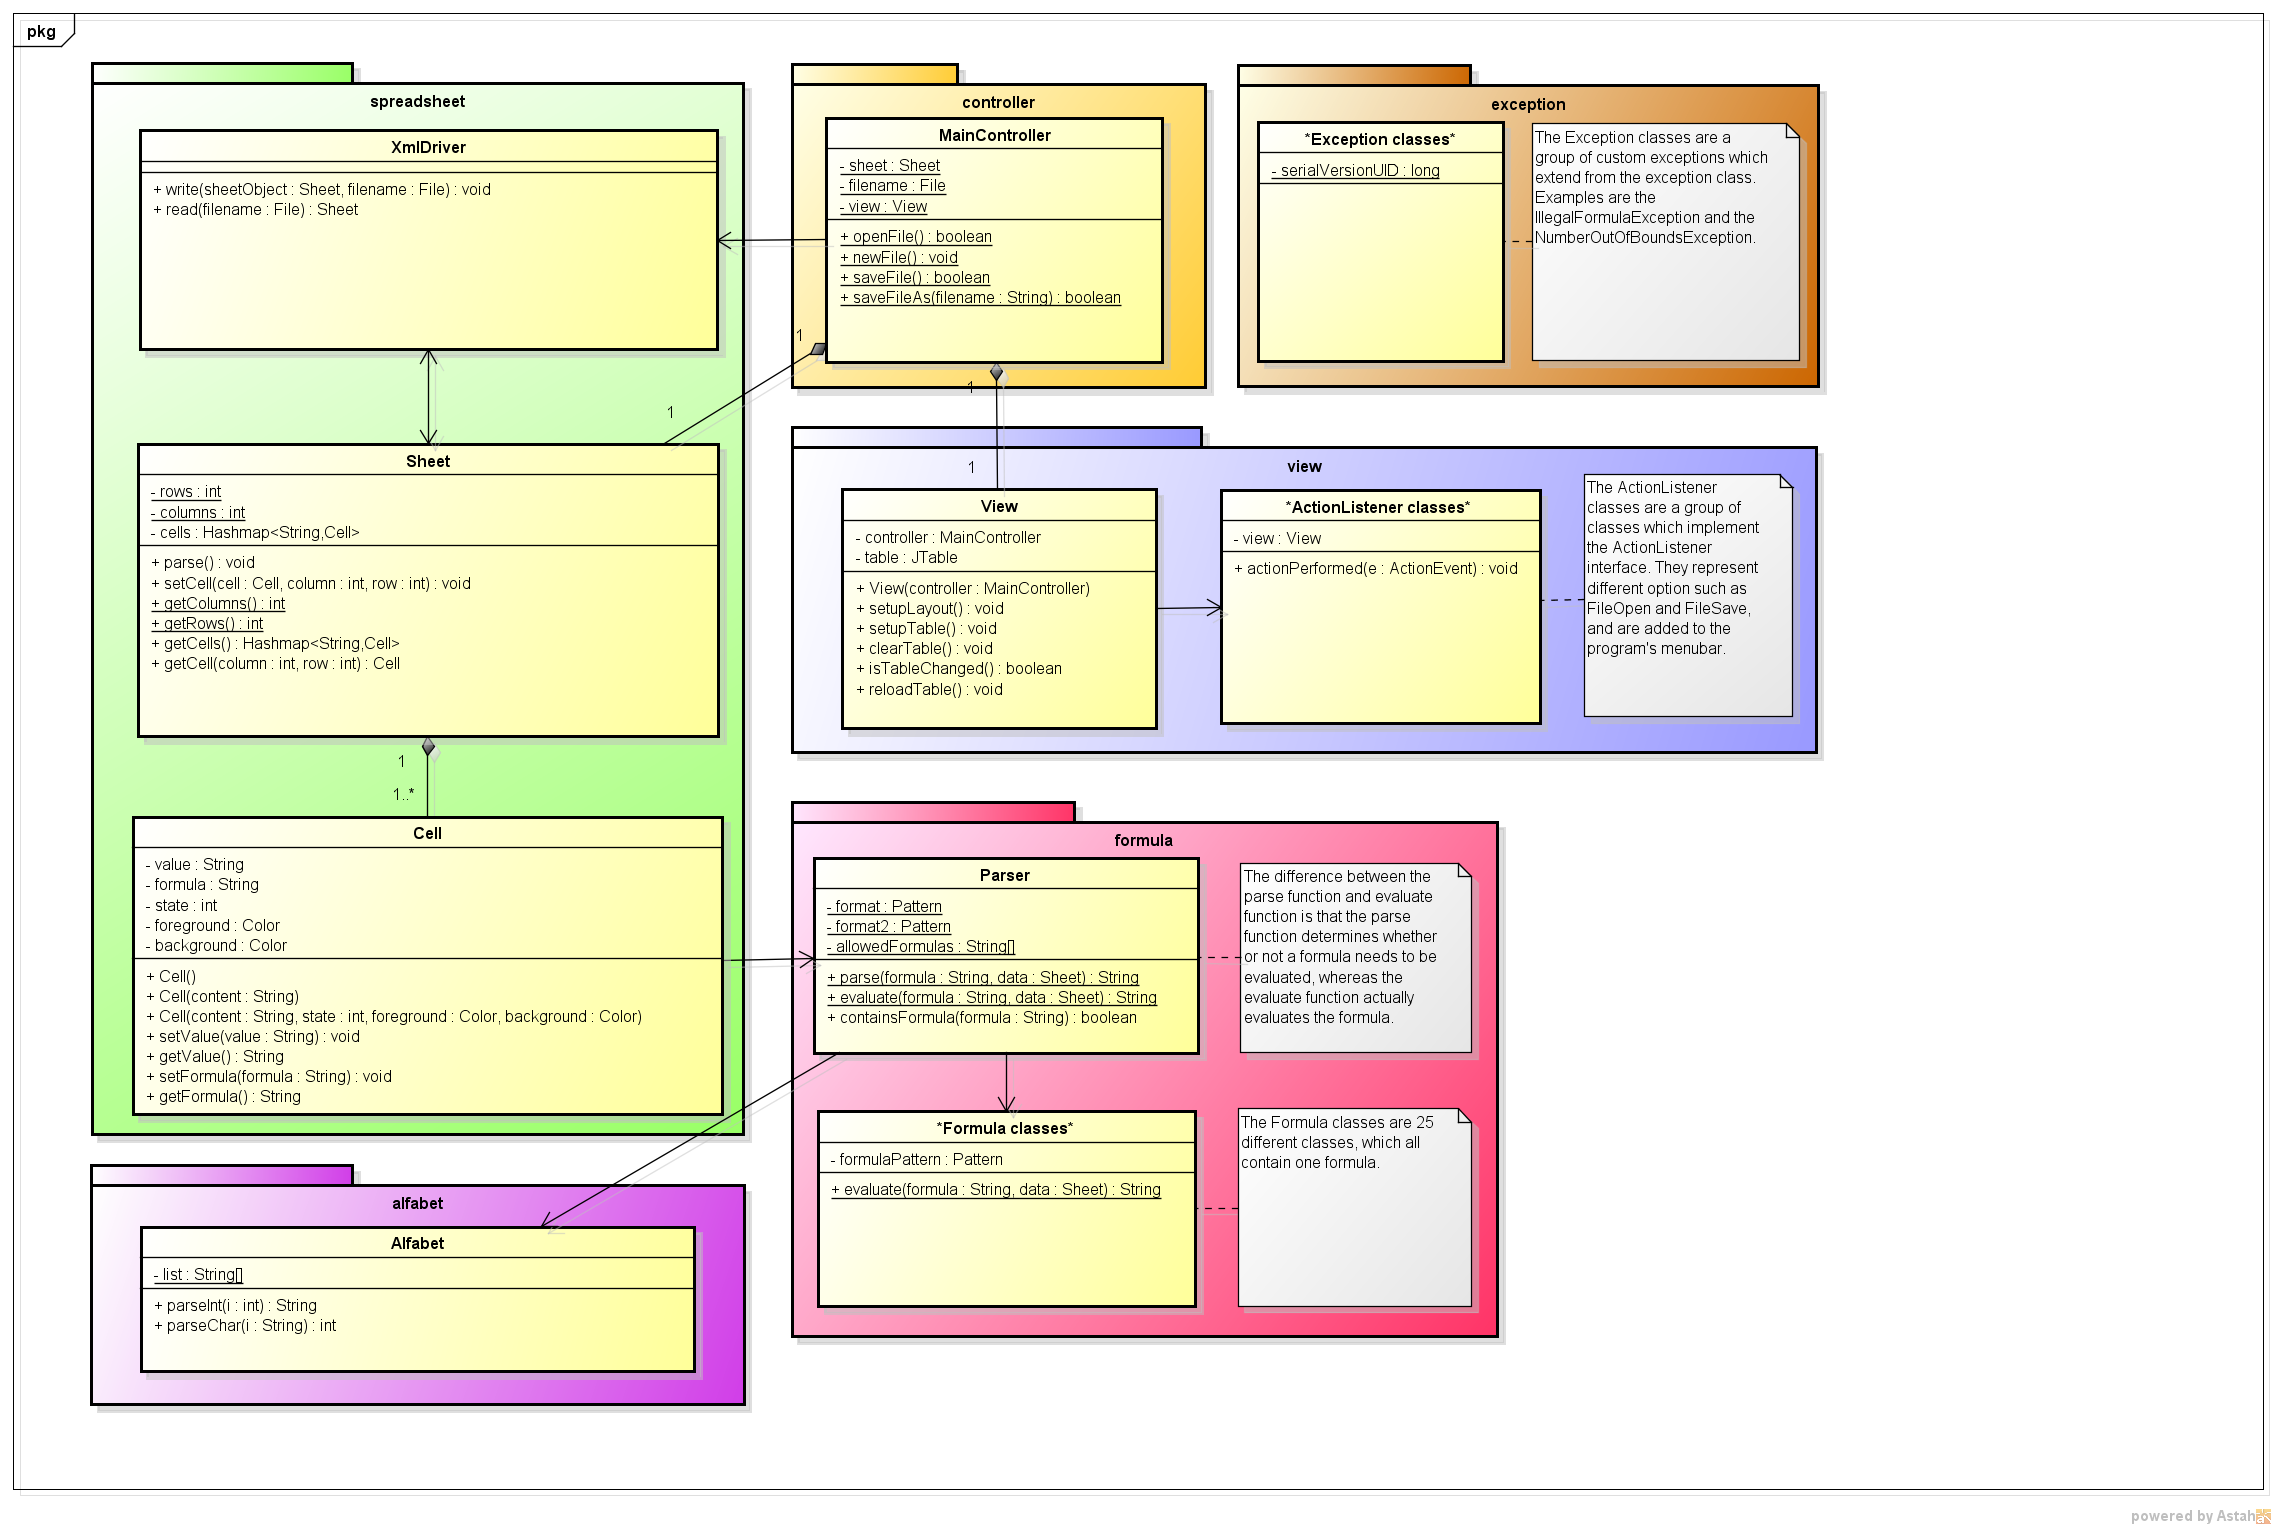 pkg
spreadsheet
XmlDriver
+ write(sheetObject : Sheet, filename : File) : void
+ read(filename : File) : Sheet
1
1
Sheet
- rows : int
- columns : int
- cells : Hashmap<String,Cell>
+ parse() : void
+ setCell(cell : Cell, column : int, row : int) : void
+ getColumns() : int
+ getRows() : int
+ getCells() : Hashmap<String,Cell>
+ getCell(column : int, row : int) : Cell
1
1..*
Cell
- value : String
- formula : String
- state : int
- foreground : Color
- background : Color
+ Cell()
+ Cell(content : String)
+ Cell(content : String, state : int, foreground : Color, background : Color)
+ setValue(value : String) : void
+ getValue() : String
+ setFormula(formula : String) : void
+ getFormula() : String
alfabet
Alfabet
- list : String[]
+ parseInt(i : int) : String
+ parseChar(i : String) : int
controller
MainController
- sheet : Sheet
- filename : File
- view : View
+ openFile() : boolean
+ newFile() : void
+ saveFile() : boolean
+ saveFileAs(filename : String) : boolean
1
1
exception
*Exception classes*
- serialVersionUID : long
The Exception classes are a
group of custom exceptions which
extend from the exception class.
Examples are the
IllegalFormulaException and the
NumberOutOfBoundsException.
view
View
- controller : MainController
- table : JTable
+ View(controller : MainController)
+ setupLayout() : void
+ setupTable() : void
+ clearTable() : void
+ isTableChanged() : boolean
+ reloadTable() : void
*ActionListener classes*
- view : View
+ actionPerformed(e : ActionEvent) : void
The ActionListener
classes are a group of
classes which implement
the ActionListener
interface. They represent
different option such as
FileOpen and FileSave,
and are added to the
program's menubar.
formula
Parser
- format : Pattern
- format2 : Pattern
- allowedFormulas : String[]
+ parse(formula : String, data : Sheet) : String
+ evaluate(formula : String, data : Sheet) : String
+ containsFormula(formula : String) : boolean
The difference between the
parse function and evaluate
function is that the parse
function determines whether
or not a formula needs to be
evaluated, whereas the
evaluate function actually
evaluates the formula.
*Formula classes*
- formulaPattern : Pattern
+ evaluate(formula : String, data : Sheet) : String
The Formula classes are 25
different classes, which all
contain one formula.
powered by Astah